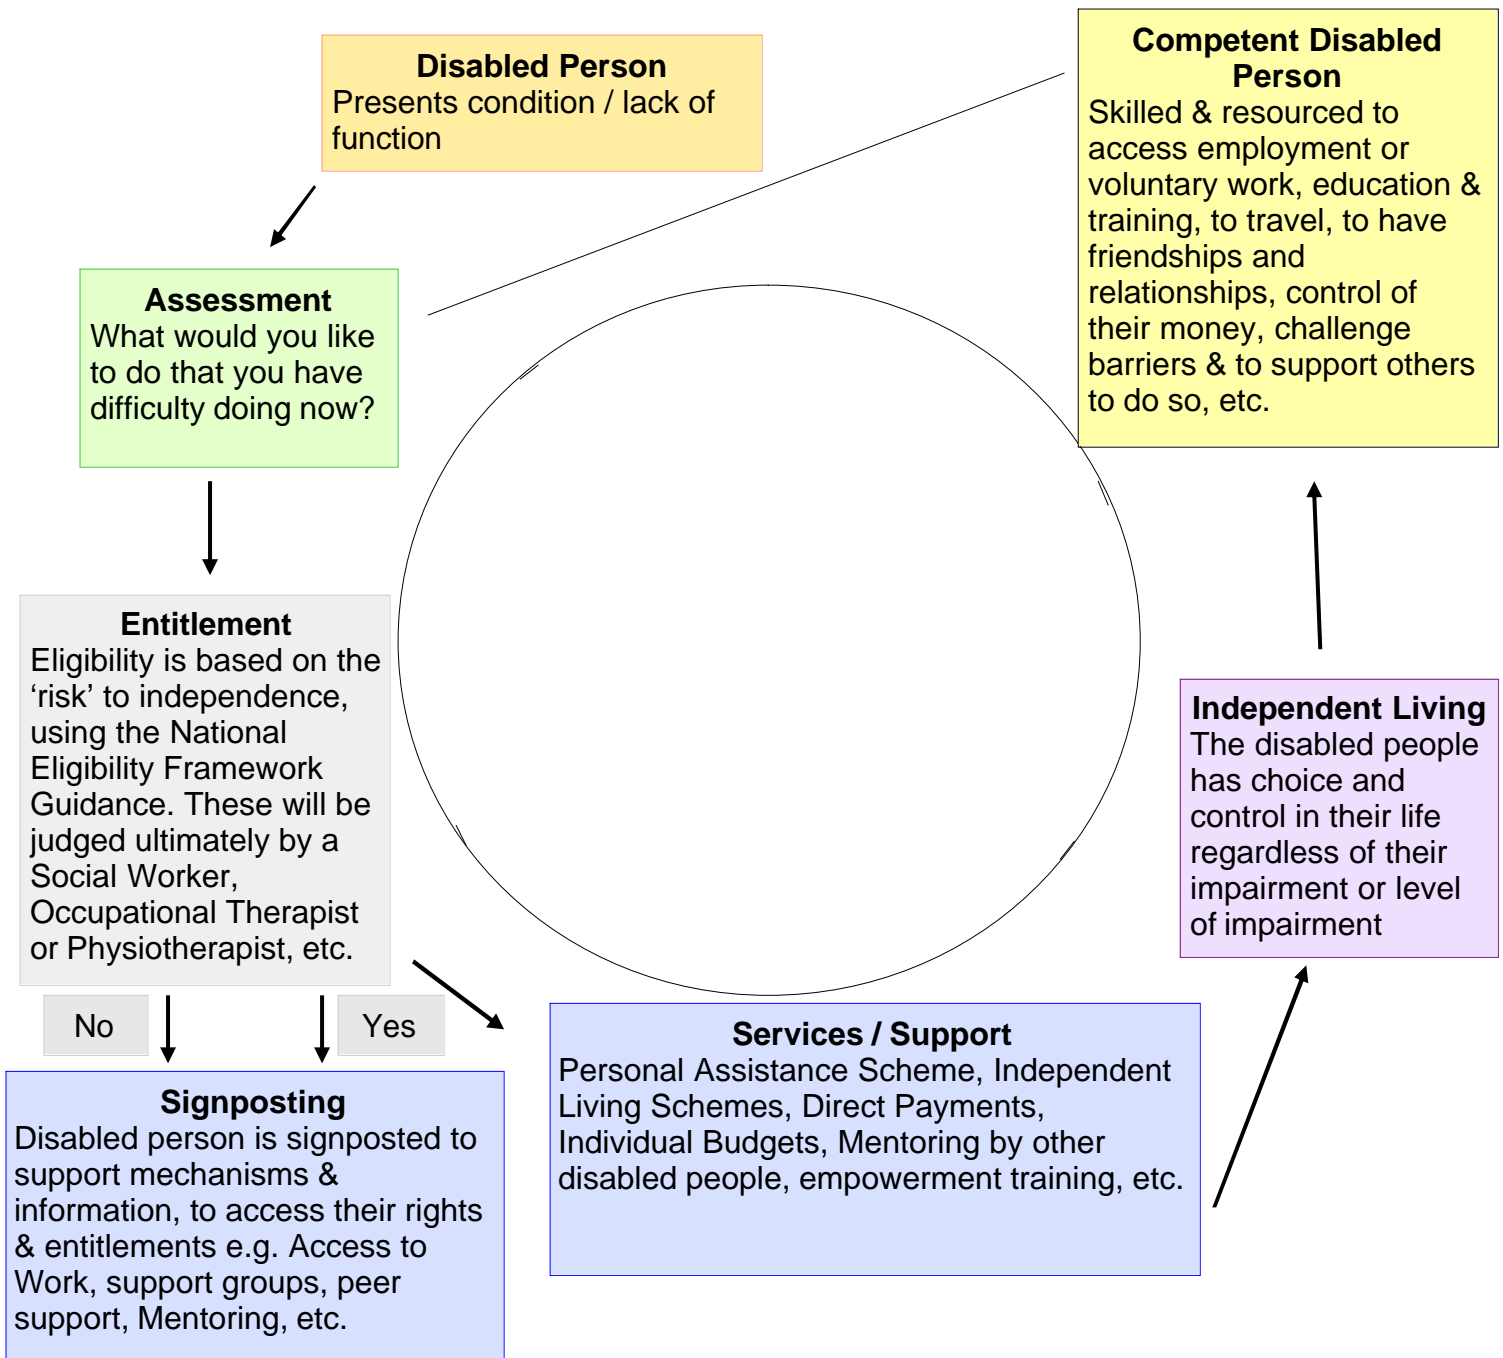 Disabled Person
Presents condition / lack of
function
Competent Disabled
Person
Skilled & resourced to
access employment or
voluntary work, education &
training, to travel, to have
friendships and
relationships, control of
their money, challenge
barriers & to support others
to do so, etc.
Assessment
What would you like
to do that you have
difficulty doing now?
Entitlement
Eligibility is based on the
‘risk’ to independence,
using the National
Eligibility Framework
Guidance. These will be
judged ultimately by a
Social Worker,
Occupational Therapist
or Physiotherapist, etc.
Independent Living
The disabled people
has choice and
control in their life
regardless of their
impairment or level
of impairment
No
Yes
Signposting
Disabled person is signposted to
support mechanisms &
information, to access their rights
& entitlements e.g. Access to
Work, support groups, peer
support, Mentoring, etc.
Services / Support
Personal Assistance Scheme, Independent
Living Schemes, Direct Payments,
Individual Budgets, Mentoring by other
disabled people, empowerment training, etc.